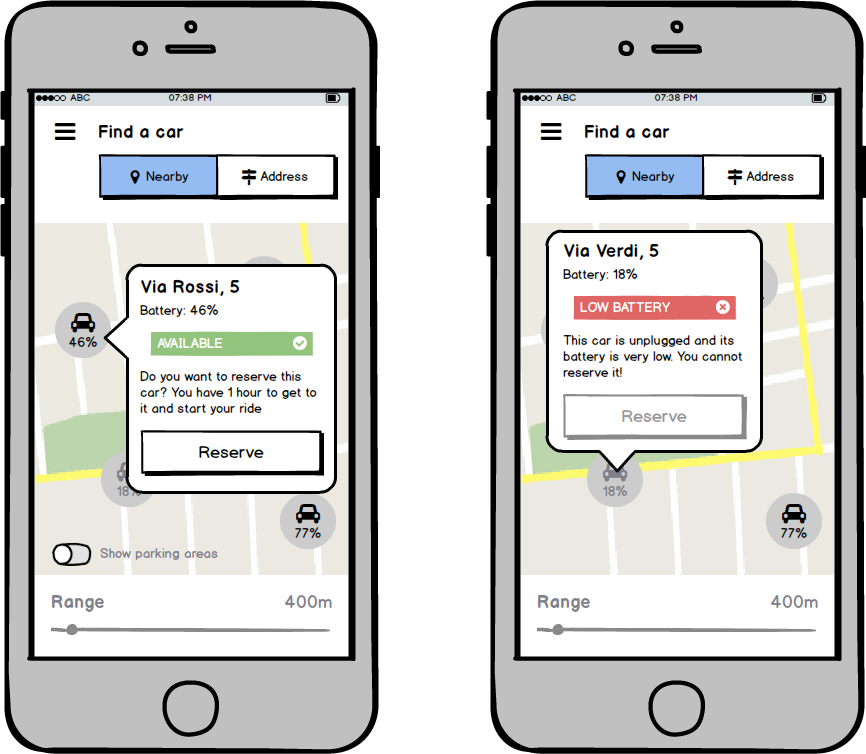 ABC 07:38 PM
Find a car
Nearby Address
Via Rossi, 5
Battery: 46%
AVAILABLE
Do you want to reserve this
car? You have 1 hour to get to
it and start your ride
Reserve
46%
18%
77%
Show parking areas
Range 400m
ABC 07:38 PM
Find a car
Nearby Address
Via Verdi, 5
Battery: 18%
LOW BATTERY
This car is unplugged and its
battery is very low. You cannot
reserve it!
Reserve
18%
77%
Range 400m